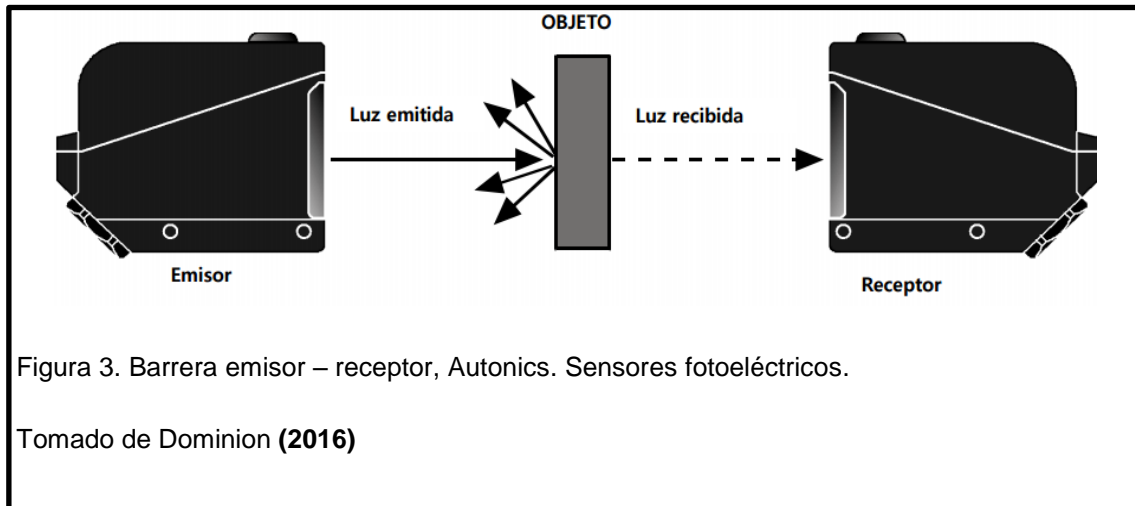 OBJETO
Luz emitida
Luz recibida
Emisor
Receptor
Figura 3. Barrera emisor – receptor, Autonics. Sensores fotoeléctricos.
Tomado de Dominion (2016)